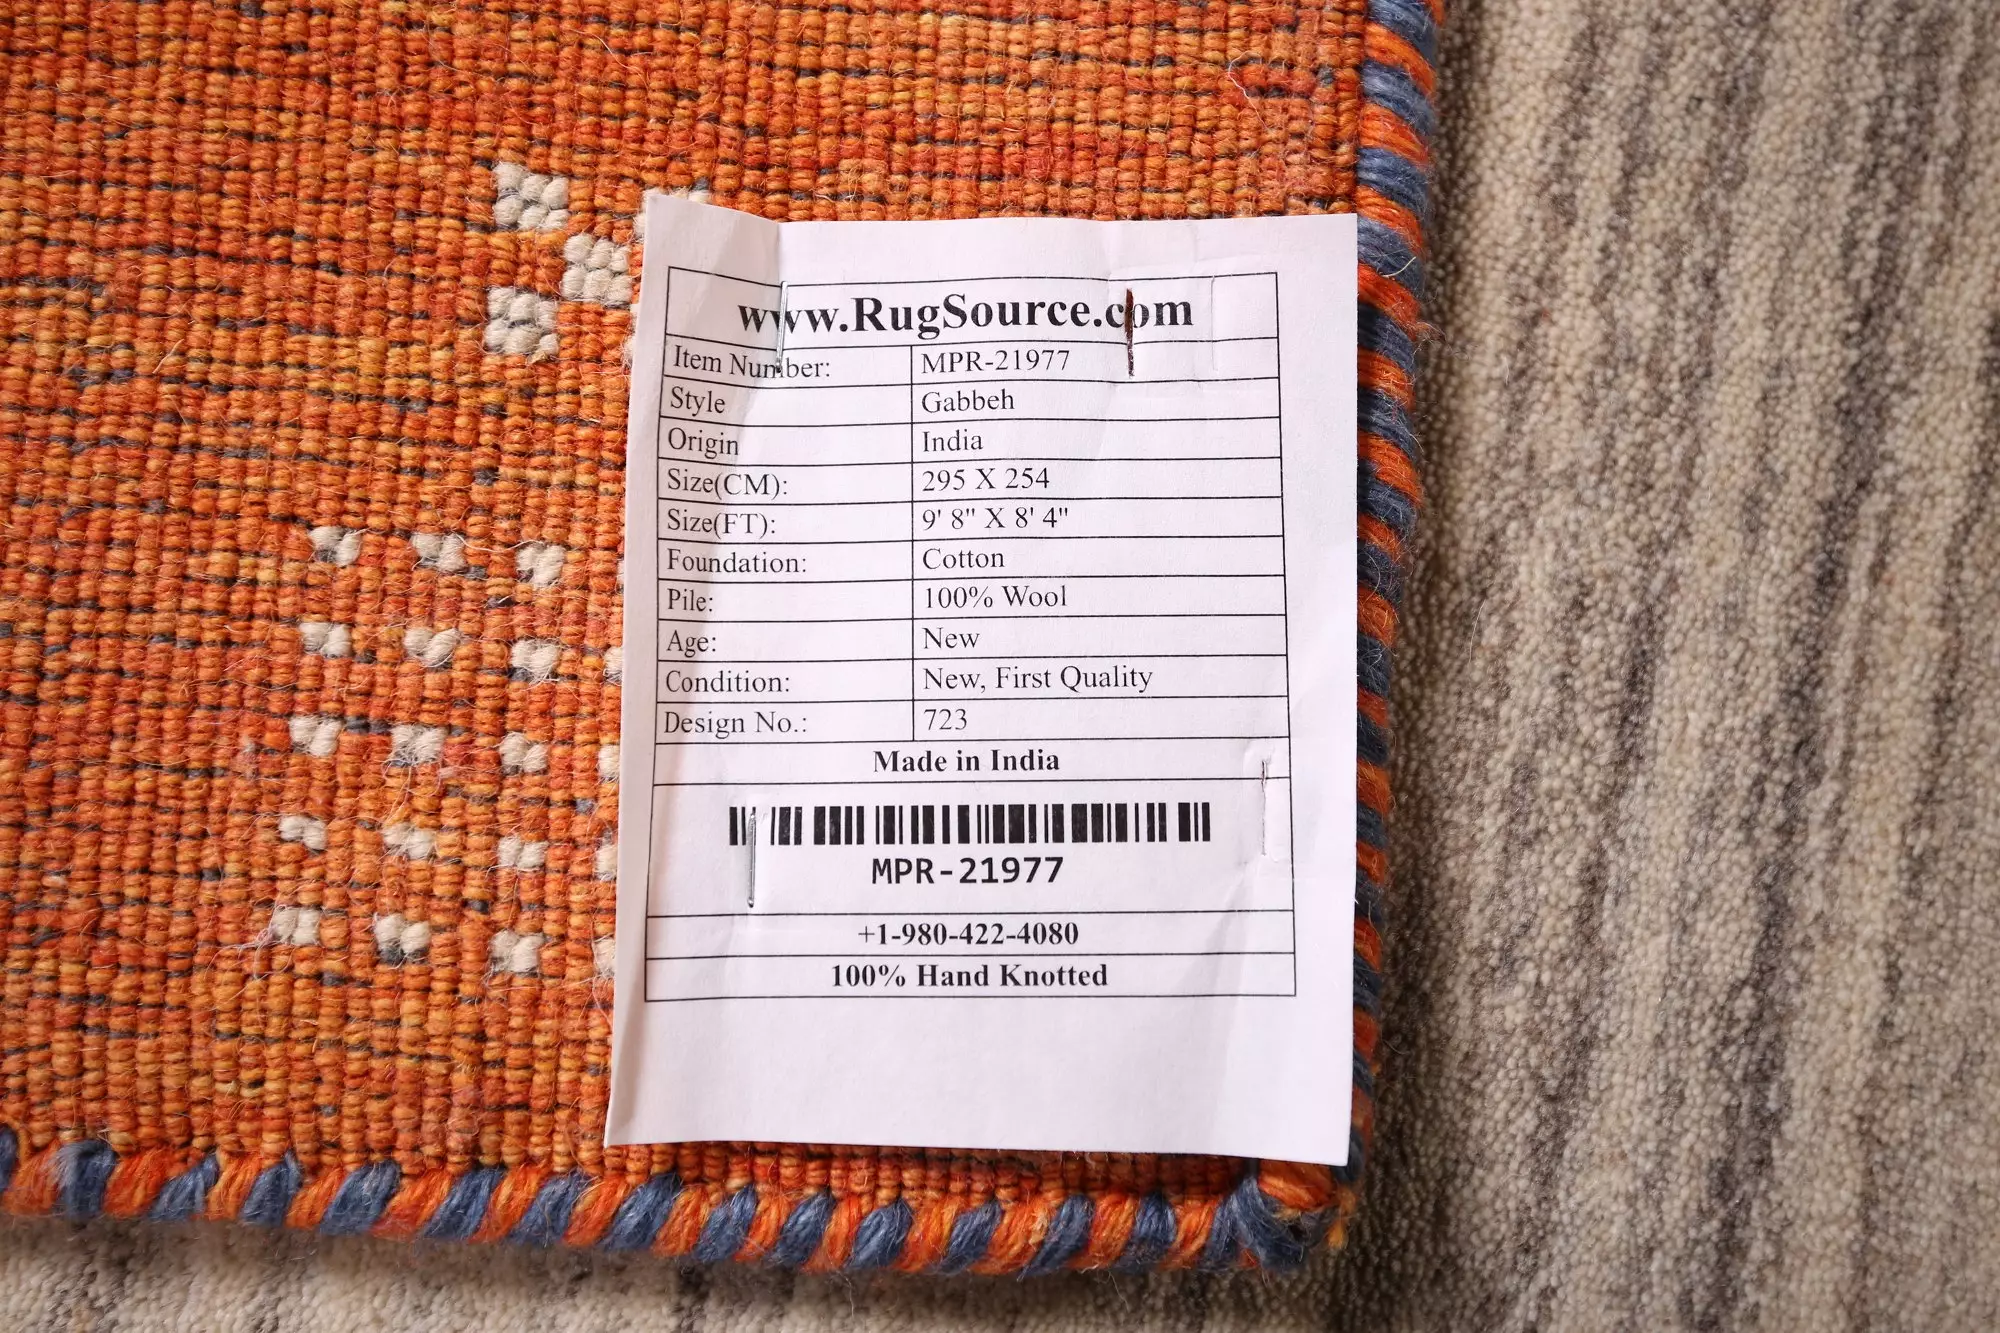 www.RugSource.com
Item Number: MPR-21977
Style Gabbeh
Origin India
Size(CM): 295 X 254
Size(FT): 9' 8" X 8' 4"
Foundation: Cotton
Pile: 100% Wool
Age: New
Condition: New, First Quality
Design No.: 723
Made in India
MPR-21977
+1-980-422-4080
100% Hand Knotted